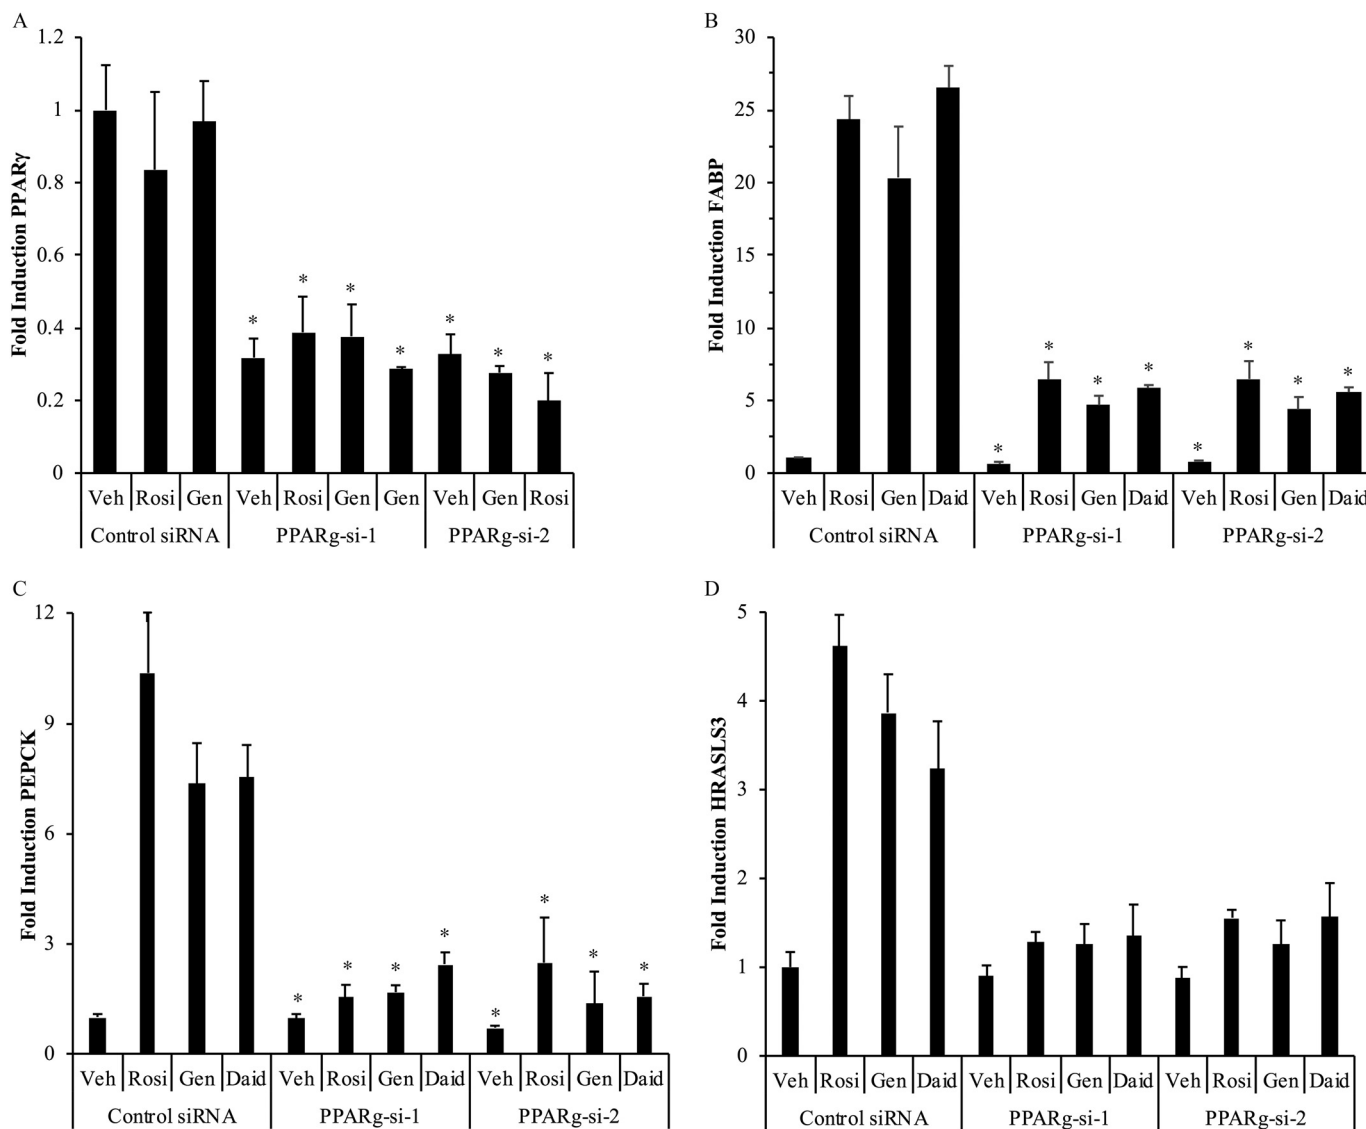 A
Fold Induction PPARγ
1.2
1
0.8
0.6
0.4
0.2
0
* * * * * * *
Veh Rosi Gen Veh Rosi Gen Gen Veh Gen Rosi
Control siRNA PPARg-si-1 PPARg-si-2
B
Fold Induction FABP
30
25
20
15
10
5
0
* * * * * * * *
Veh Rosi Gen Daid Veh Rosi Gen Daid Veh Rosi Gen Daid
Control siRNA PPARg-si-1 PPARg-si-2
C
Fold Induction PEPCK
12
9
6
3
0
* * * * * * * *
Veh Rosi Gen Daid Veh Rosi Gen Daid Veh Rosi Gen Daid
Control siRNA PPARg-si-1 PPARg-si-2
D
Fold Induction HRASLS3
5
4
3
2
1
0
Veh Rosi Gen Daid Veh Rosi Gen Daid Veh Rosi Gen Daid
Control siRNA PPARg-si-1 PPARg-si-2